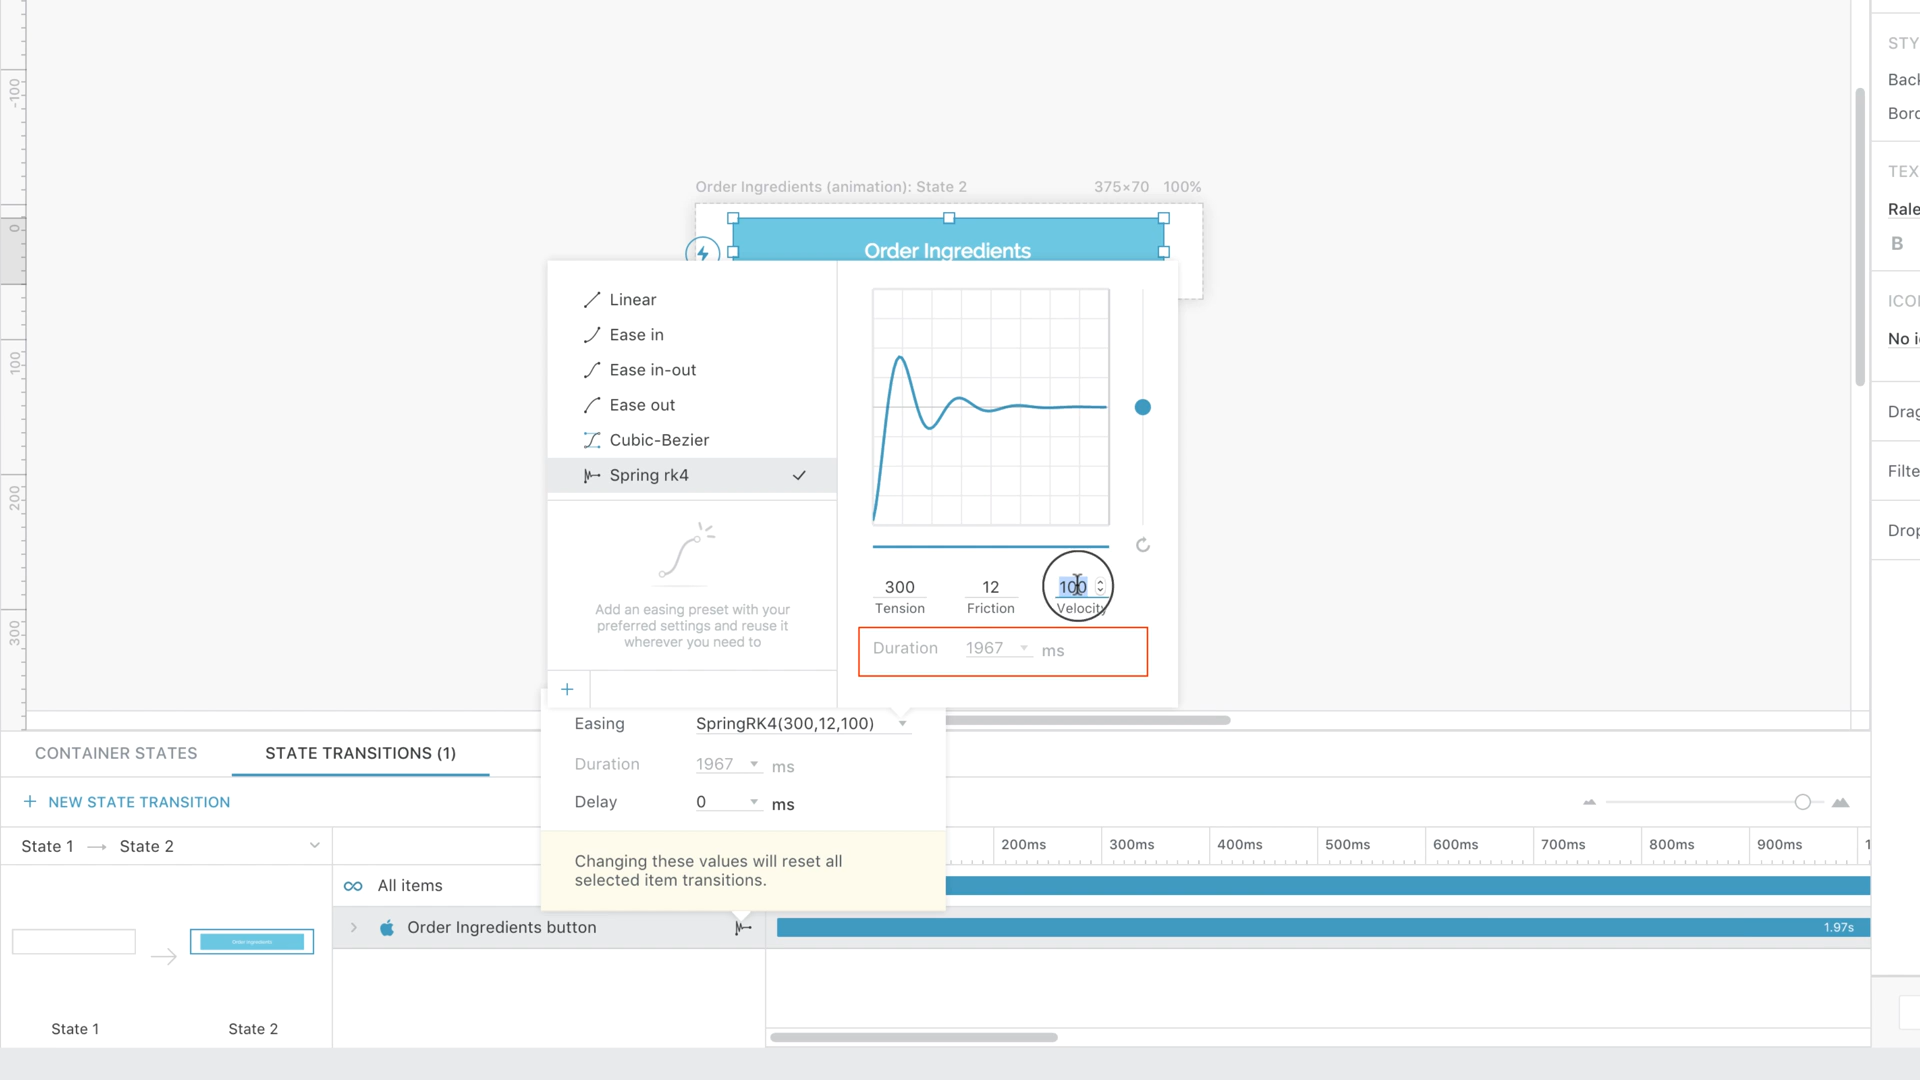 -100
0
100
200
300
Order Ingredients (animation): State 2
375×70
100%
Order Ingredients
Linear
Ease in
Ease in-out
Ease out
Cubic-Bezier
Spring rk4
Add an easing preset with your
preferred settings and reuse it
wherever you need to
+
300
Tension
12
Friction
100
Velocity
Duration 1967 ms
Easing SpringRK4(300,12,100)
Duration 1967 ms
Delay 0 ms
Changing these values will reset all
selected item transitions.
STY
Back
Bord
TEX
Rale
B
ICO
No i
Drag
Filte
Drop
CONTAINER STATES
STATE TRANSITIONS (1)
+ NEW STATE TRANSITION
State 1 → State 2
200ms 300ms 400ms 500ms 600ms 700ms 800ms 900ms 1
All items
Order Ingredients button
1.97s
Order Ingredients
State 1
State 2